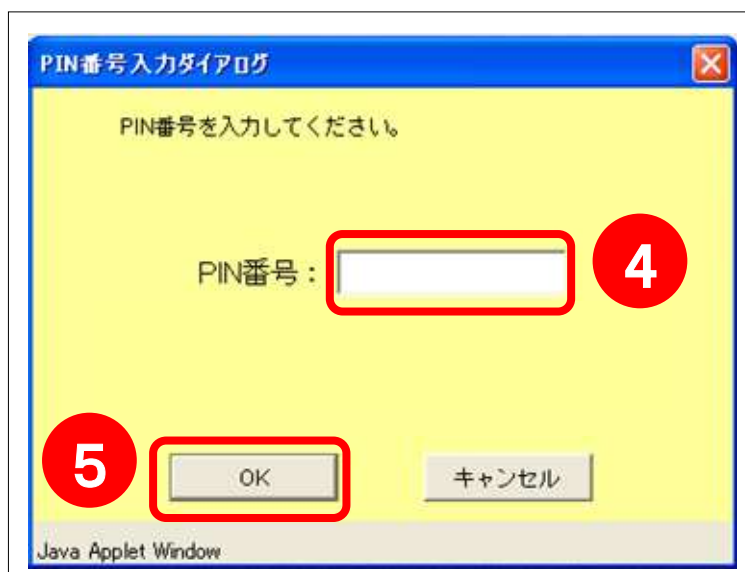 PIN番号入力ダイアログ
PIN番号を入力してください。
PIN番号：
4
5
OK
キャンセル
Java Applet Window